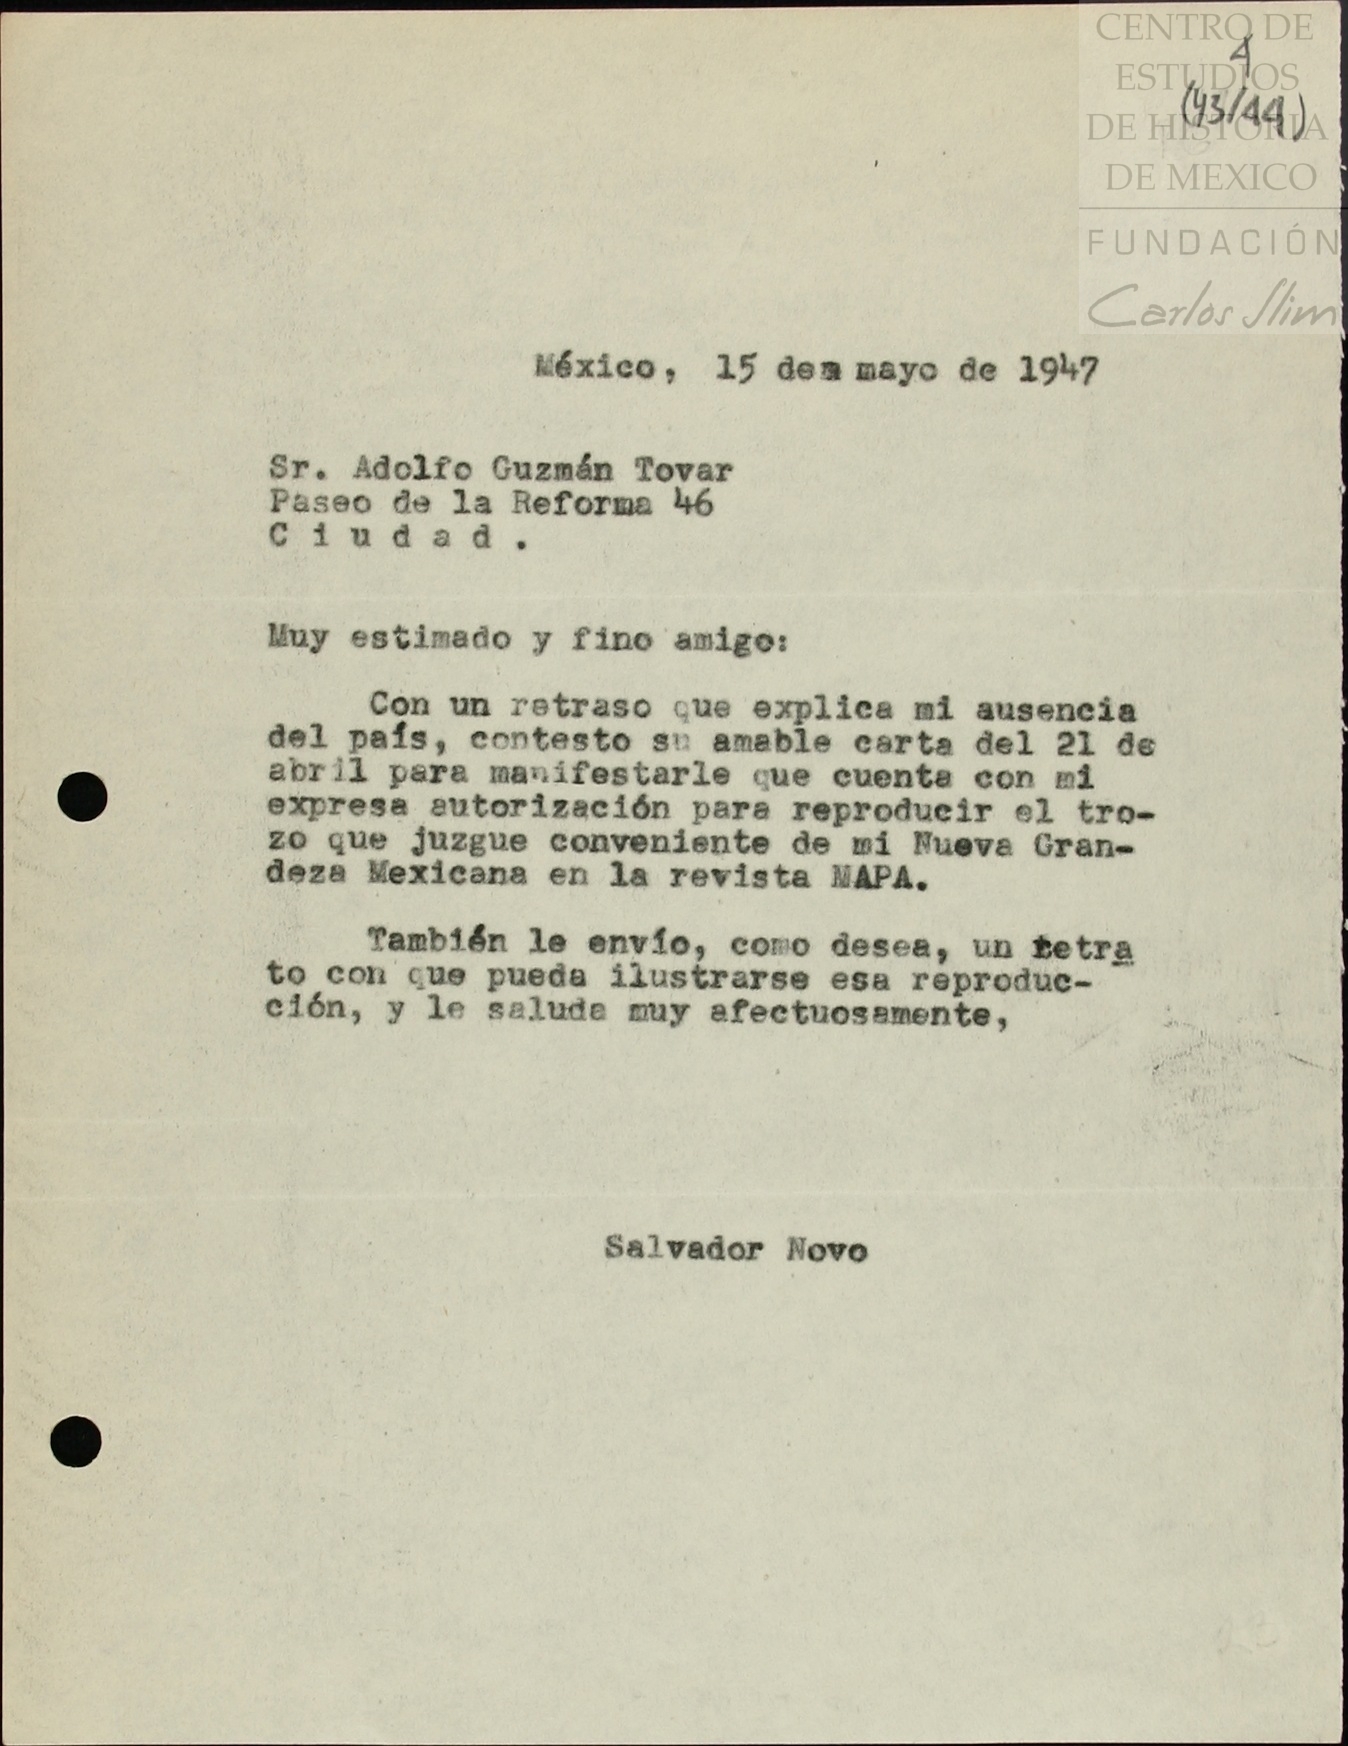 CENTRO DE
ESTUDIOS
DE HISTORIA
DE MEXICO
FUNDACIÓN
Carlos Slim
4
(43/44)
México, 15 dem mayo de 1947
Sr. Adolfo Guzmán Tovar
Paseo de la Reforma 46
C i u d a d .
Muy estimado y fino amigo:
Con un retraso que explica mi ausencia
del país, contesto su amable carta del 21 de
abril para manifestarle que cuenta con mi
expresa autorización para reproducir el tro-
zo que juzgue conveniente de mi Nueva Gran-
deza Mexicana en la revista MAPA.
También le envío, como desea, un retra
to con que pueda ilustrarse esa reproduc-
ción, y le saluda muy afectuosamente,
Salvador Novo